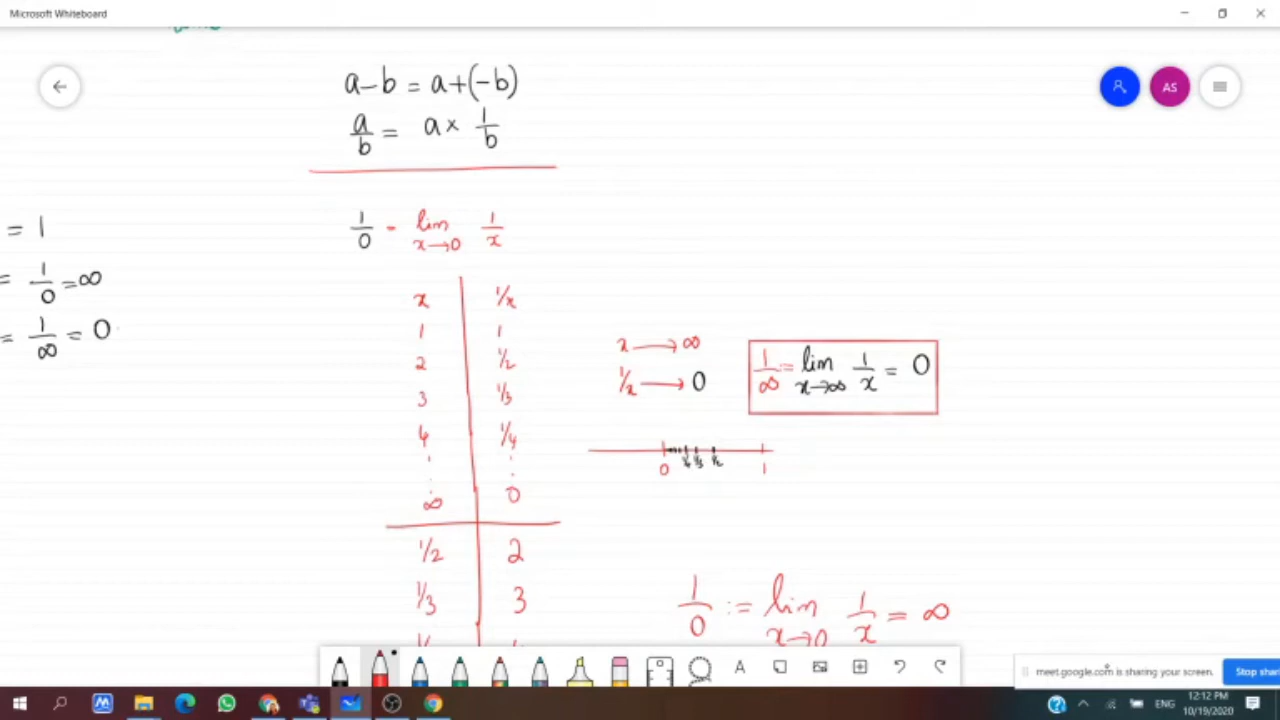 Microsoft Whiteboard
a-b = a+(-b)
a/b = a × 1/b
AS
= 1
= 1/0 = ∞
= 1/∞ = 0
1/0 = lim x→0 1/x
x 1/x
1 1
2 1/2
3 1/3
4 1/4
∞ 0
1/2 2
1/3 3
x → ∞
1/x → 0
1/∞ := lim x→∞ 1/x = 0
0 1/4 1/3 1/2 1
1/0 := lim x→0 1/x = ∞
A
meet.google.com is sharing your screen.
Stop shar
ENG
12:12 PM
10/19/2020